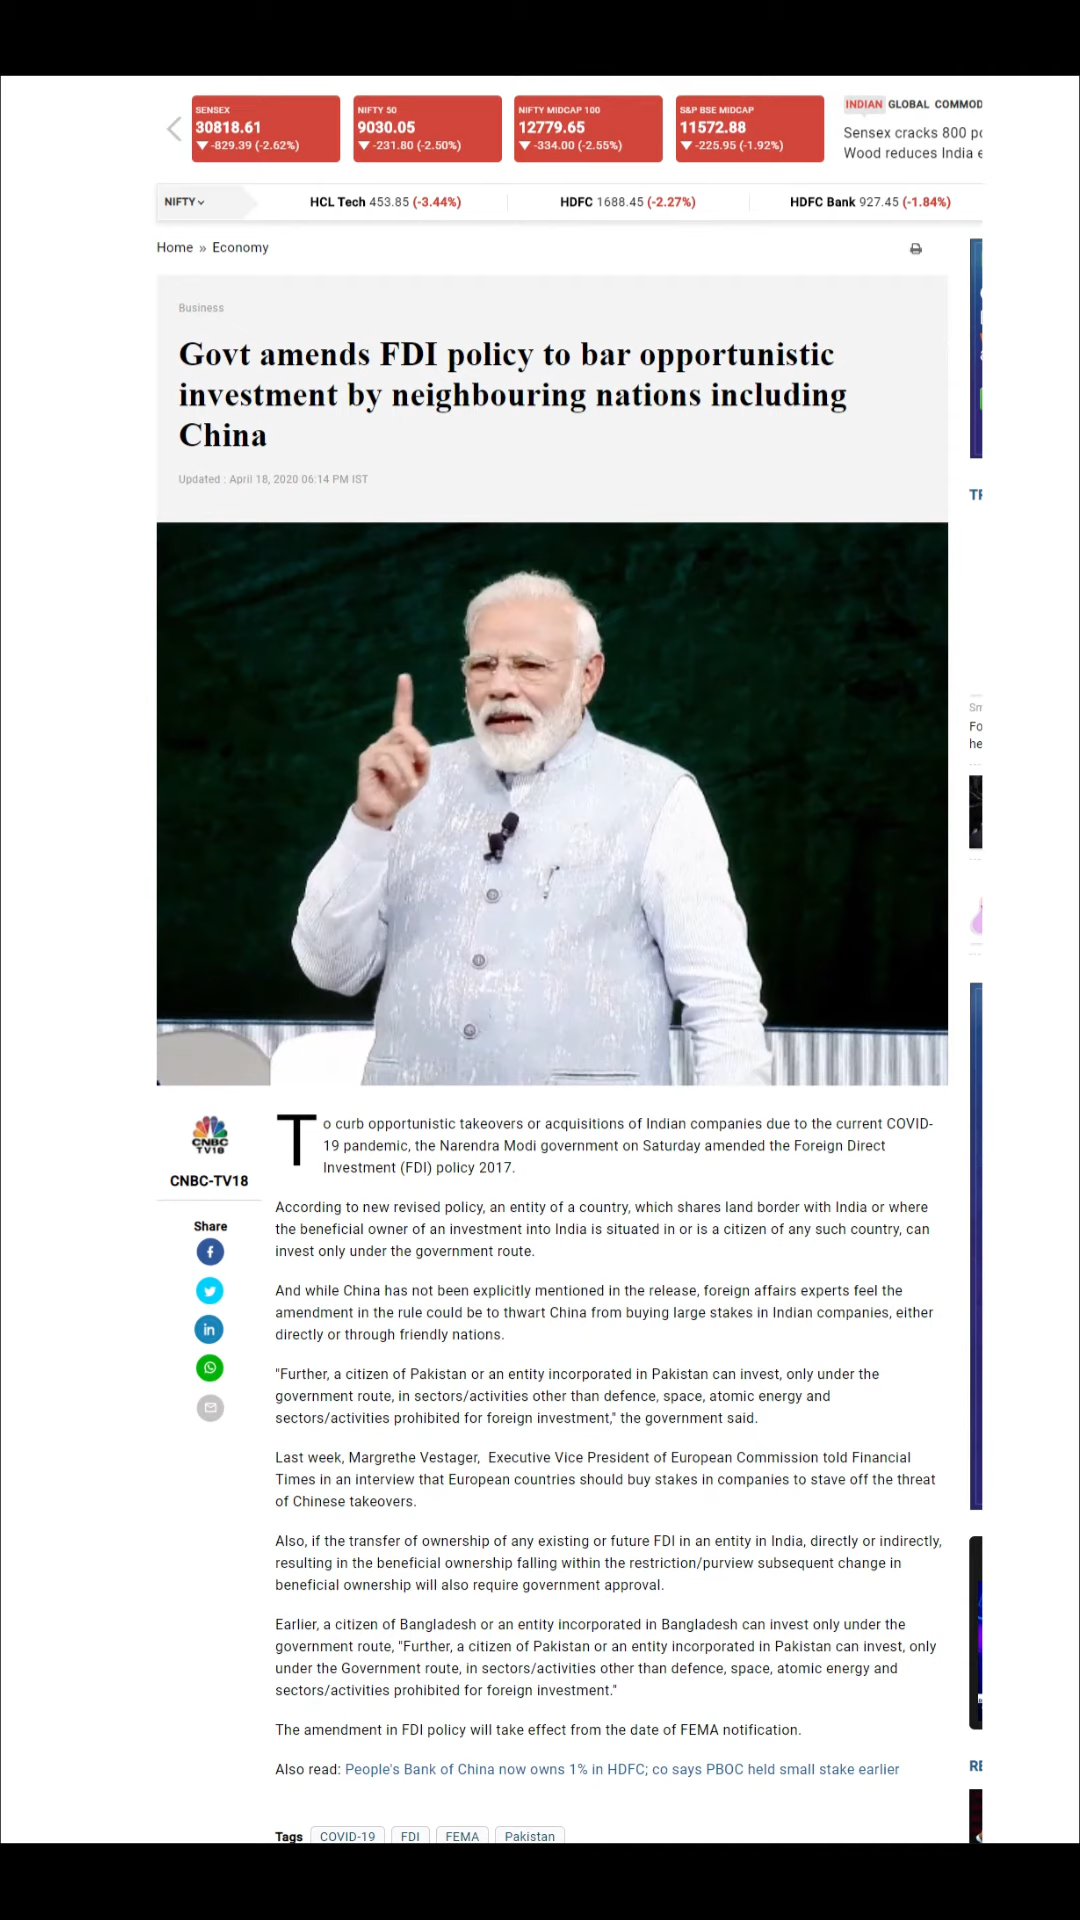 SENSEX
30818.61
▼ -829.39 (-2.62%)
NIFTY 50
9030.05
▼ -231.80 (-2.50%)
NIFTY MIDCAP 100
12779.65
▼ -334.00 (-2.55%)
S&P BSE MIDCAP
11572.88
▼ -225.95 (-1.92%)
INDIAN GLOBAL COMMOD
Sensex cracks 800 po
Wood reduces India e
NIFTY
HCL Tech 453.85 (-3.44%)
HDFC 1688.45 (-2.27%)
HDFC Bank 927.45 (-1.84%)
Home » Economy
Business
Govt amends FDI policy to bar opportunistic
investment by neighbouring nations including
China
Updated : April 18, 2020 06:14 PM IST
TR
Sm
Fo
he
CNBC
TV18
CNBC-TV18
Share
To curb opportunistic takeovers or acquisitions of Indian companies due to the current COVID-
19 pandemic, the Narendra Modi government on Saturday amended the Foreign Direct
Investment (FDI) policy 2017.
According to new revised policy, an entity of a country, which shares land border with India or where
the beneficial owner of an investment into India is situated in or is a citizen of any such country, can
invest only under the government route.
And while China has not been explicitly mentioned in the release, foreign affairs experts feel the
amendment in the rule could be to thwart China from buying large stakes in Indian companies, either
directly or through friendly nations.
"Further, a citizen of Pakistan or an entity incorporated in Pakistan can invest, only under the
government route, in sectors/activities other than defence, space, atomic energy and
sectors/activities prohibited for foreign investment," the government said.
Last week, Margrethe Vestager,  Executive Vice President of European Commission told Financial
Times in an interview that European countries should buy stakes in companies to stave off the threat
of Chinese takeovers.
Also, if the transfer of ownership of any existing or future FDI in an entity in India, directly or indirectly,
resulting in the beneficial ownership falling within the restriction/purview subsequent change in
beneficial ownership will also require government approval.
Earlier, a citizen of Bangladesh or an entity incorporated in Bangladesh can invest only under the
government route, "Further, a citizen of Pakistan or an entity incorporated in Pakistan can invest, only
under the Government route, in sectors/activities other than defence, space, atomic energy and
sectors/activities prohibited for foreign investment."
The amendment in FDI policy will take effect from the date of FEMA notification.
Also read: People's Bank of China now owns 1% in HDFC; co says PBOC held small stake earlier
RE
Tags COVID-19 FDI FEMA Pakistan